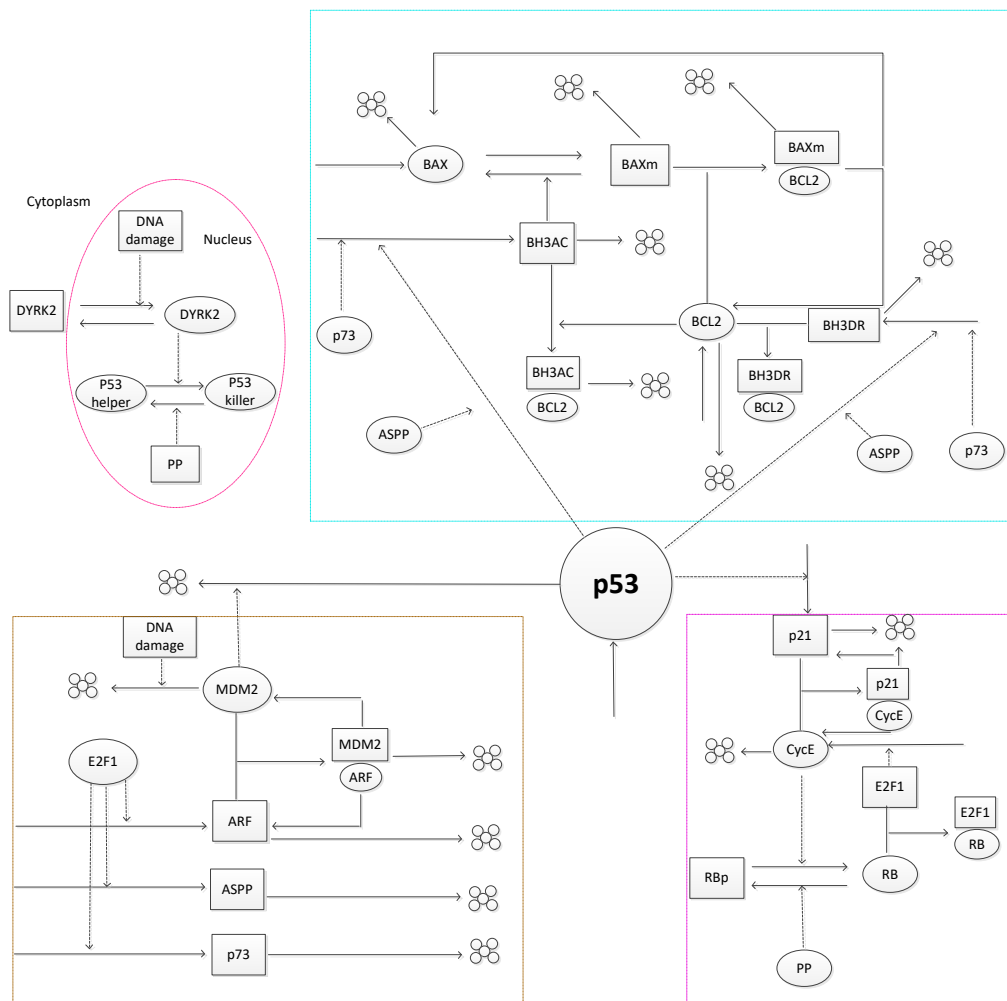 Cytoplasm
DNA
damage
Nucleus
DYRK2
DYRK2
P53
helper
P53
killer
PP
BAX
BAXm
BAXm
BCL2
BH3AC
p73
BCL2
BH3DR
BH3AC
BCL2
BH3DR
BCL2
ASPP
ASPP
p73
p53
DNA
damage
MDM2
E2F1
MDM2
ARF
ARF
ASPP
p73
p21
p21
CycE
CycE
E2F1
E2F1
RB
RBp
RB
PP